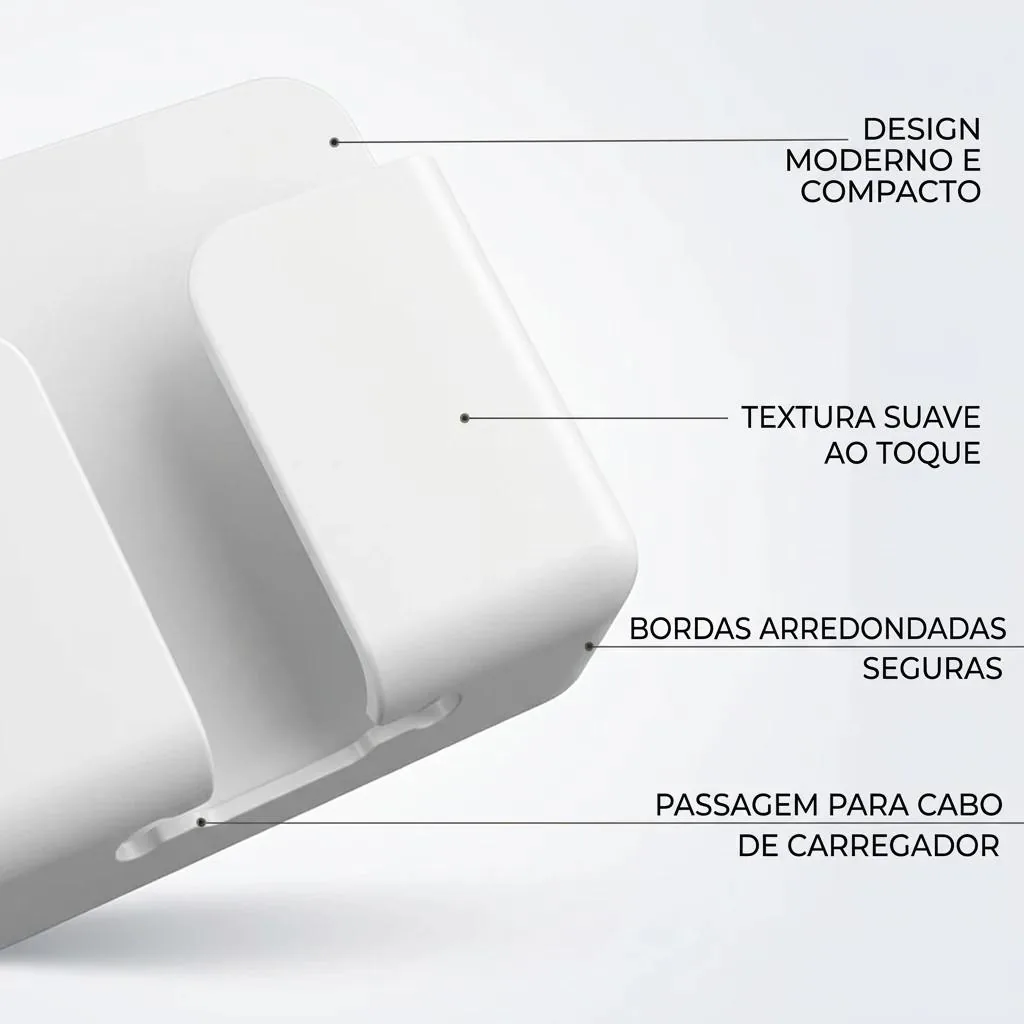 DESIGN
MODERNO E
COMPACTO
TEXTURA SUAVE
AO TOQUE
BORDAS ARREDONDADAS
SEGURAS
PASSAGEM PARA CABO
DE CARREGADOR